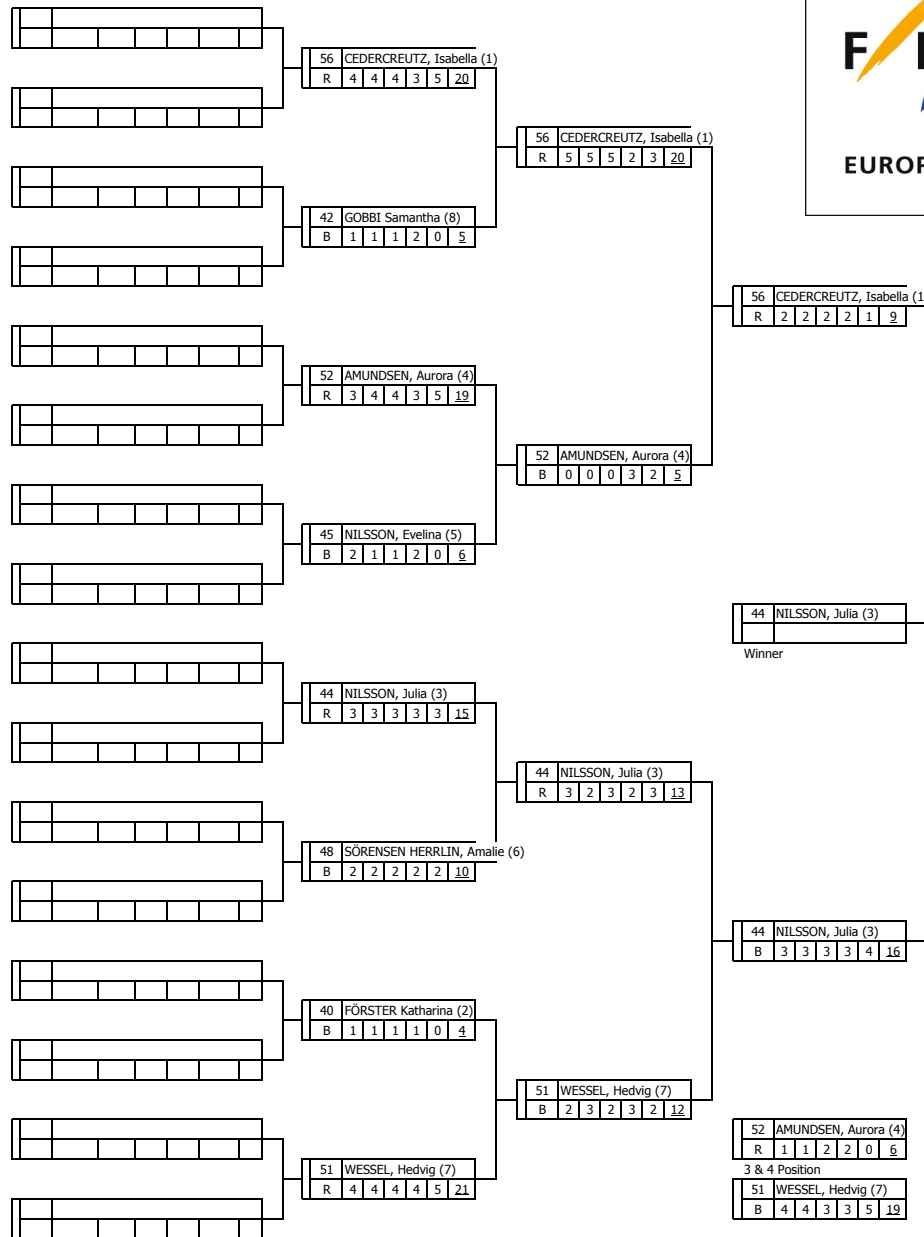 56 CEDERCREUTZ, Isabella (1)
R 4 4 4 3 5 20
42 GOBBI Samantha (8)
B 1 1 1 2 0 5
52 AMUNDSEN, Aurora (4)
R 3 4 4 3 5 19
45 NILSSON, Evelina (5)
B 2 1 1 2 0 6
44 NILSSON, Julia (3)
R 3 3 3 3 3 15
48 SÖRENSEN HERRLIN, Amalie (6)
B 2 2 2 2 2 10
40 FÖRSTER Katharina (2)
B 1 1 1 1 0 4
51 WESSEL, Hedvig (7)
R 4 4 4 4 5 21
56 CEDERCREUTZ, Isabella (1)
R 5 5 5 2 3 20
52 AMUNDSEN, Aurora (4)
B 0 0 0 3 2 5
44 NILSSON, Julia (3)
R 3 2 3 2 3 13
51 WESSEL, Hedvig (7)
B 2 3 2 3 2 12
F
EUROP
56 CEDERCREUTZ, Isabella (1
R 2 2 2 2 1 9
44 NILSSON, Julia (3)
Winner
44 NILSSON, Julia (3)
B 3 3 3 3 4 16
52 AMUNDSEN, Aurora (4)
R 1 1 2 2 0 6
3 & 4 Position
51 WESSEL, Hedvig (7)
B 4 4 3 3 5 19